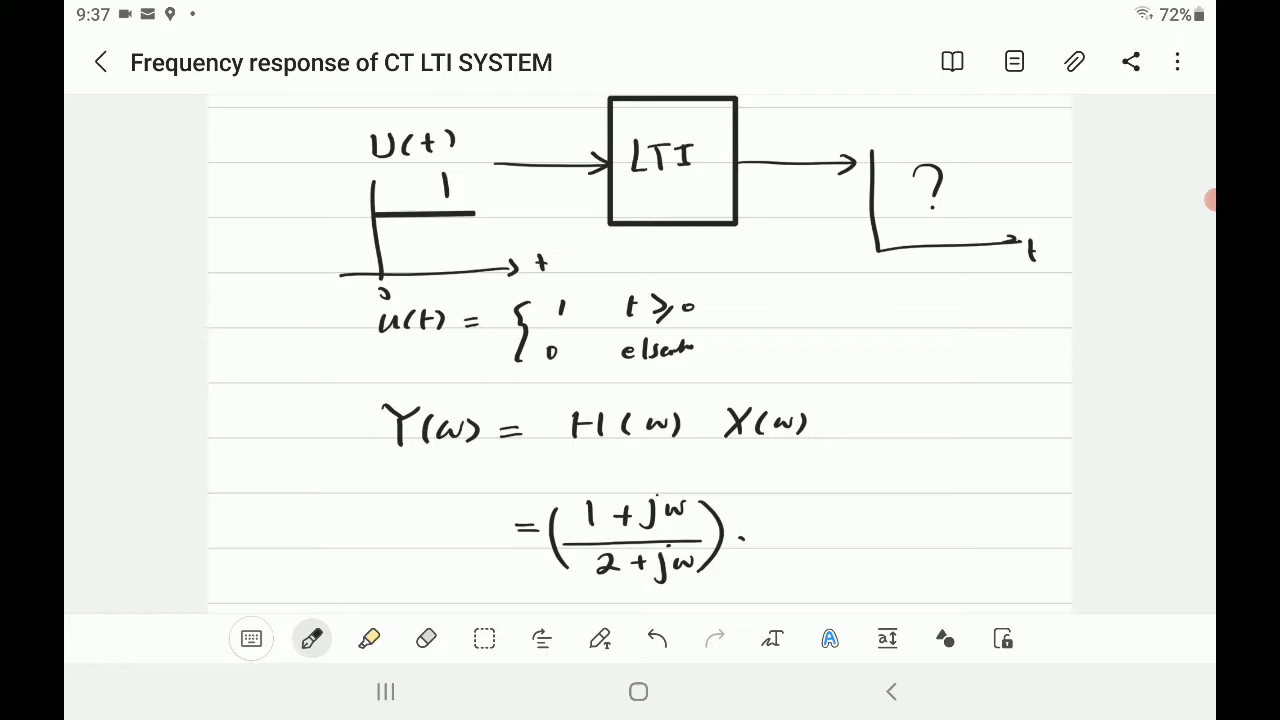 9:37 72%
Frequency response of CT LTI SYSTEM
U(t) LTI ?
1
t
t
0
u(t) = { 1 t ⩾ 0
0
Y(ω) = H(ω) X(ω)
= (1 + jω / 2 + jω) .